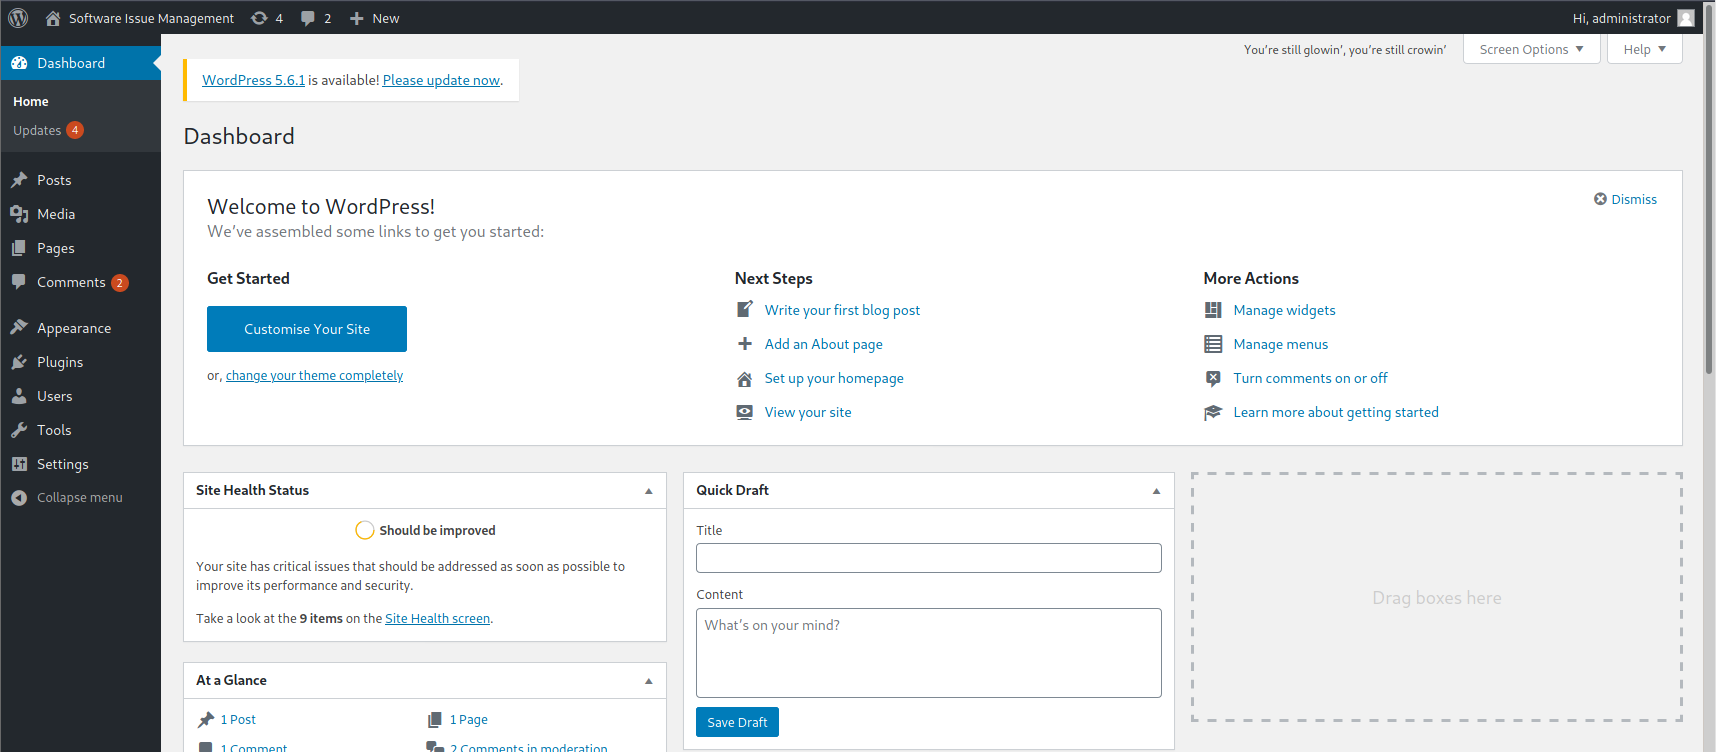 Software Issue Management 4 2 New Hi, administrator
Dashboard
Home
Updates 4
Posts
Media
Pages
Comments 2
Appearance
Plugins
Users
Tools
Settings
Collapse menu
You're still glowin', you're still crowin' Screen Options Help
WordPress 5.6.1 is available! Please update now.
Dashboard
Welcome to WordPress!
We've assembled some links to get you started:
Dismiss
Get Started
Customise Your Site
or, change your theme completely
Next Steps
Write your first blog post
Add an About page
Set up your homepage
View your site
More Actions
Manage widgets
Manage menus
Turn comments on or off
Learn more about getting started
Site Health Status
Should be improved
Your site has critical issues that should be addressed as soon as possible to
improve its performance and security.
Take a look at the 9 items on the Site Health screen.
At a Glance
1 Post 1 Page
1 Comment 2 Comments in moderation
Quick Draft
Title
Content
What's on your mind?
Save Draft
Drag boxes here